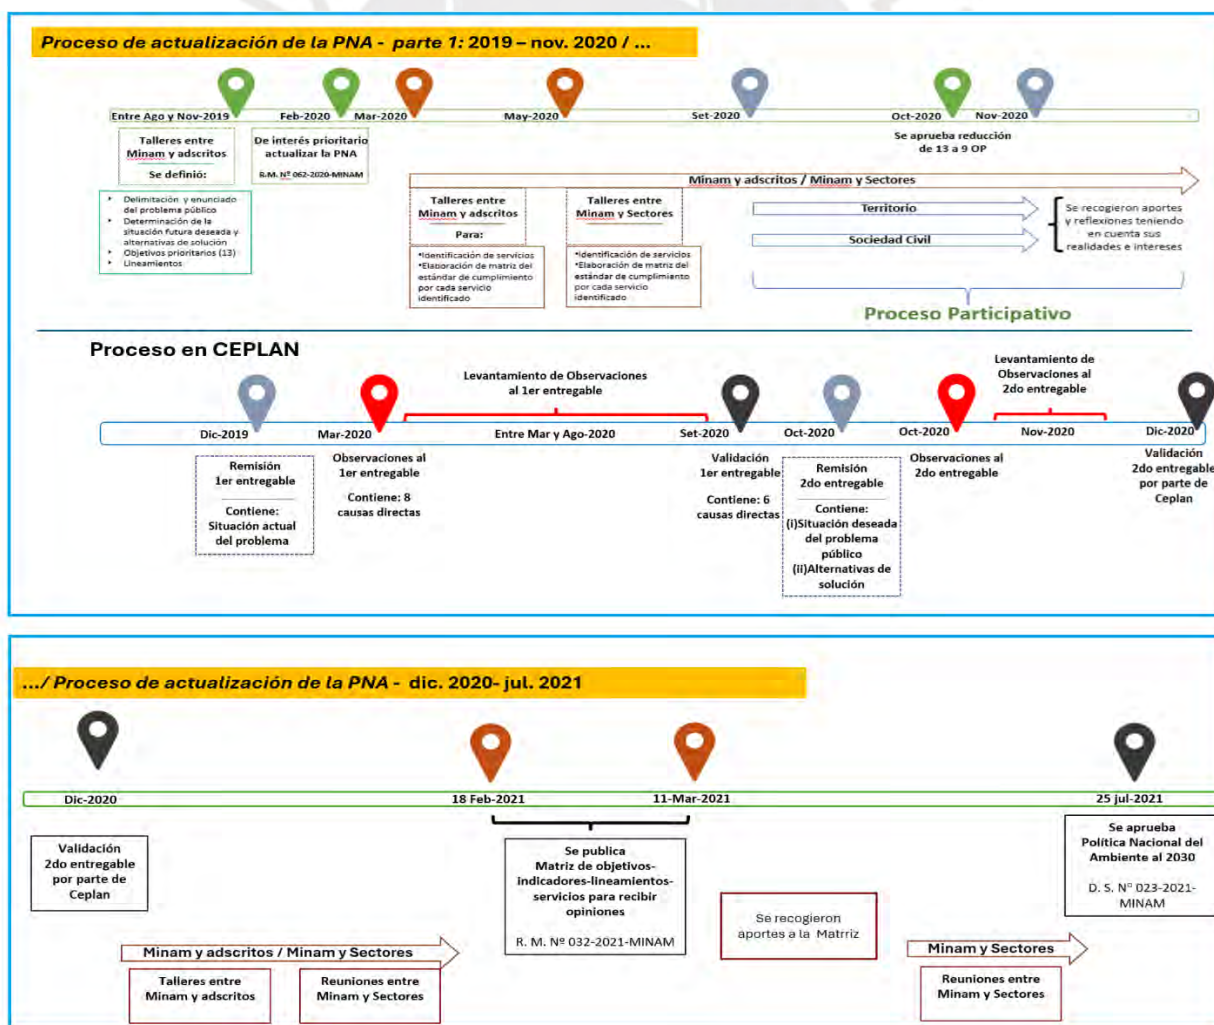 Proceso de actualización de la PNA - parte 1: 2019 – nov. 2020 / ...
Entre Ago y Nov-2019
Feb-2020
Mar-2020
May-2020
Set-2020
Oct-2020
Nov-2020
Talleres entre
Minam y adscritos
Se definió:
De interés prioritario
actualizar la PNA
R.M. Nº 062-2020-MINAM
Se aprueba reducción
de 13 a 9 OP
Delimitación y enunciado
del problema público
Determinación de la
situación futura deseada y
alternativas de solución
Objetivos prioritarios (13)
Lineamientos
Minam y adscritos / Minam y Sectores
Talleres entre
Minam y adscritos
Para:
•Identificación de servicios
•Elaboración de matriz del
estándar de cumplimiento
por cada servicio
identificado
Talleres entre
Minam y Sectores
•Identificación de servicios
•Elaboración de matriz del
estándar de cumplimiento
por cada servicio
identificado
Territorio
Sociedad Civil
Se recogieron aportes
y reflexiones teniendo
en cuenta sus
realidades e intereses
Proceso Participativo
Proceso en CEPLAN
Levantamiento de Observaciones
al 1er entregable
Levantamiento de
Observaciones al
2do entregable
Dic-2019
Mar-2020
Entre Mar y Ago-2020
Set-2020
Oct-2020
Oct-2020
Nov-2020
Dic-2020
Remisión
1er entregable
Contiene:
Situación actual
del problema
Observaciones al
1er entregable
Contiene: 8
causas directas
Validación
1er entregable
Contiene: 6
causas directas
Remisión
2do entregable
Contiene:
(i)Situación deseada
del problema
público
(ii)Alternativas de
solución
Observaciones al
2do entregable
Validación
2do entregable
por parte de
Ceplan
.../ Proceso de actualización de la PNA - dic. 2020- jul. 2021
Dic-2020
18 Feb-2021
11-Mar-2021
25 jul-2021
Validación
2do entregable
por parte de
Ceplan
Se publica
Matriz de objetivos-
indicadores-lineamientos-
servicios para recibir
opiniones
R. M. Nº 032-2021-MINAM
Se recogieron
aportes a la Matrriz
Se aprueba
Política Nacional del
Ambiente al 2030
D. S. N° 023-2021-
MINAM
Minam y adscritos / Minam y Sectores
Talleres entre
Minam y adscritos
Reuniones entre
Minam y Sectores
Minam y Sectores
Reuniones entre
Minam y Sectores